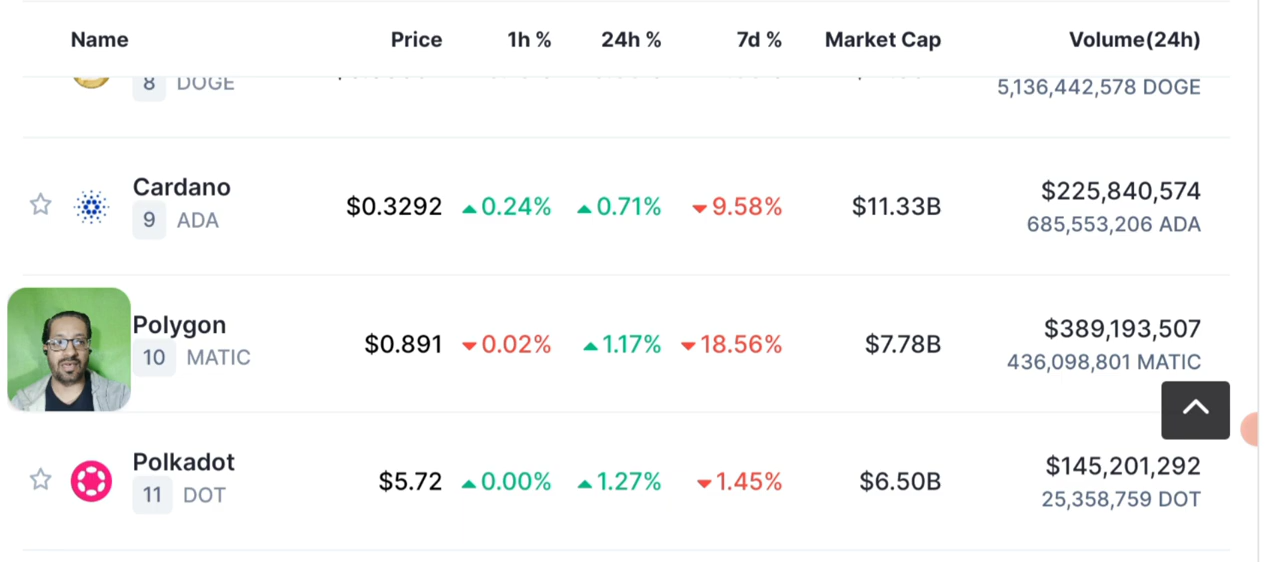 Name Price 1h % 24h % 7d % Market Cap Volume(24h)
8 DOGE 5,136,442,578 DOGE
Cardano
9 ADA $0.3292 0.24% 0.71% 9.58% $11.33B $225,840,574
685,553,206 ADA
Polygon
10 MATIC $0.891 0.02% 1.17% 18.56% $7.78B $389,193,507
436,098,801 MATIC
Polkadot
11 DOT $5.72 0.00% 1.27% 1.45% $6.50B $145,201,292
25,358,759 DOT